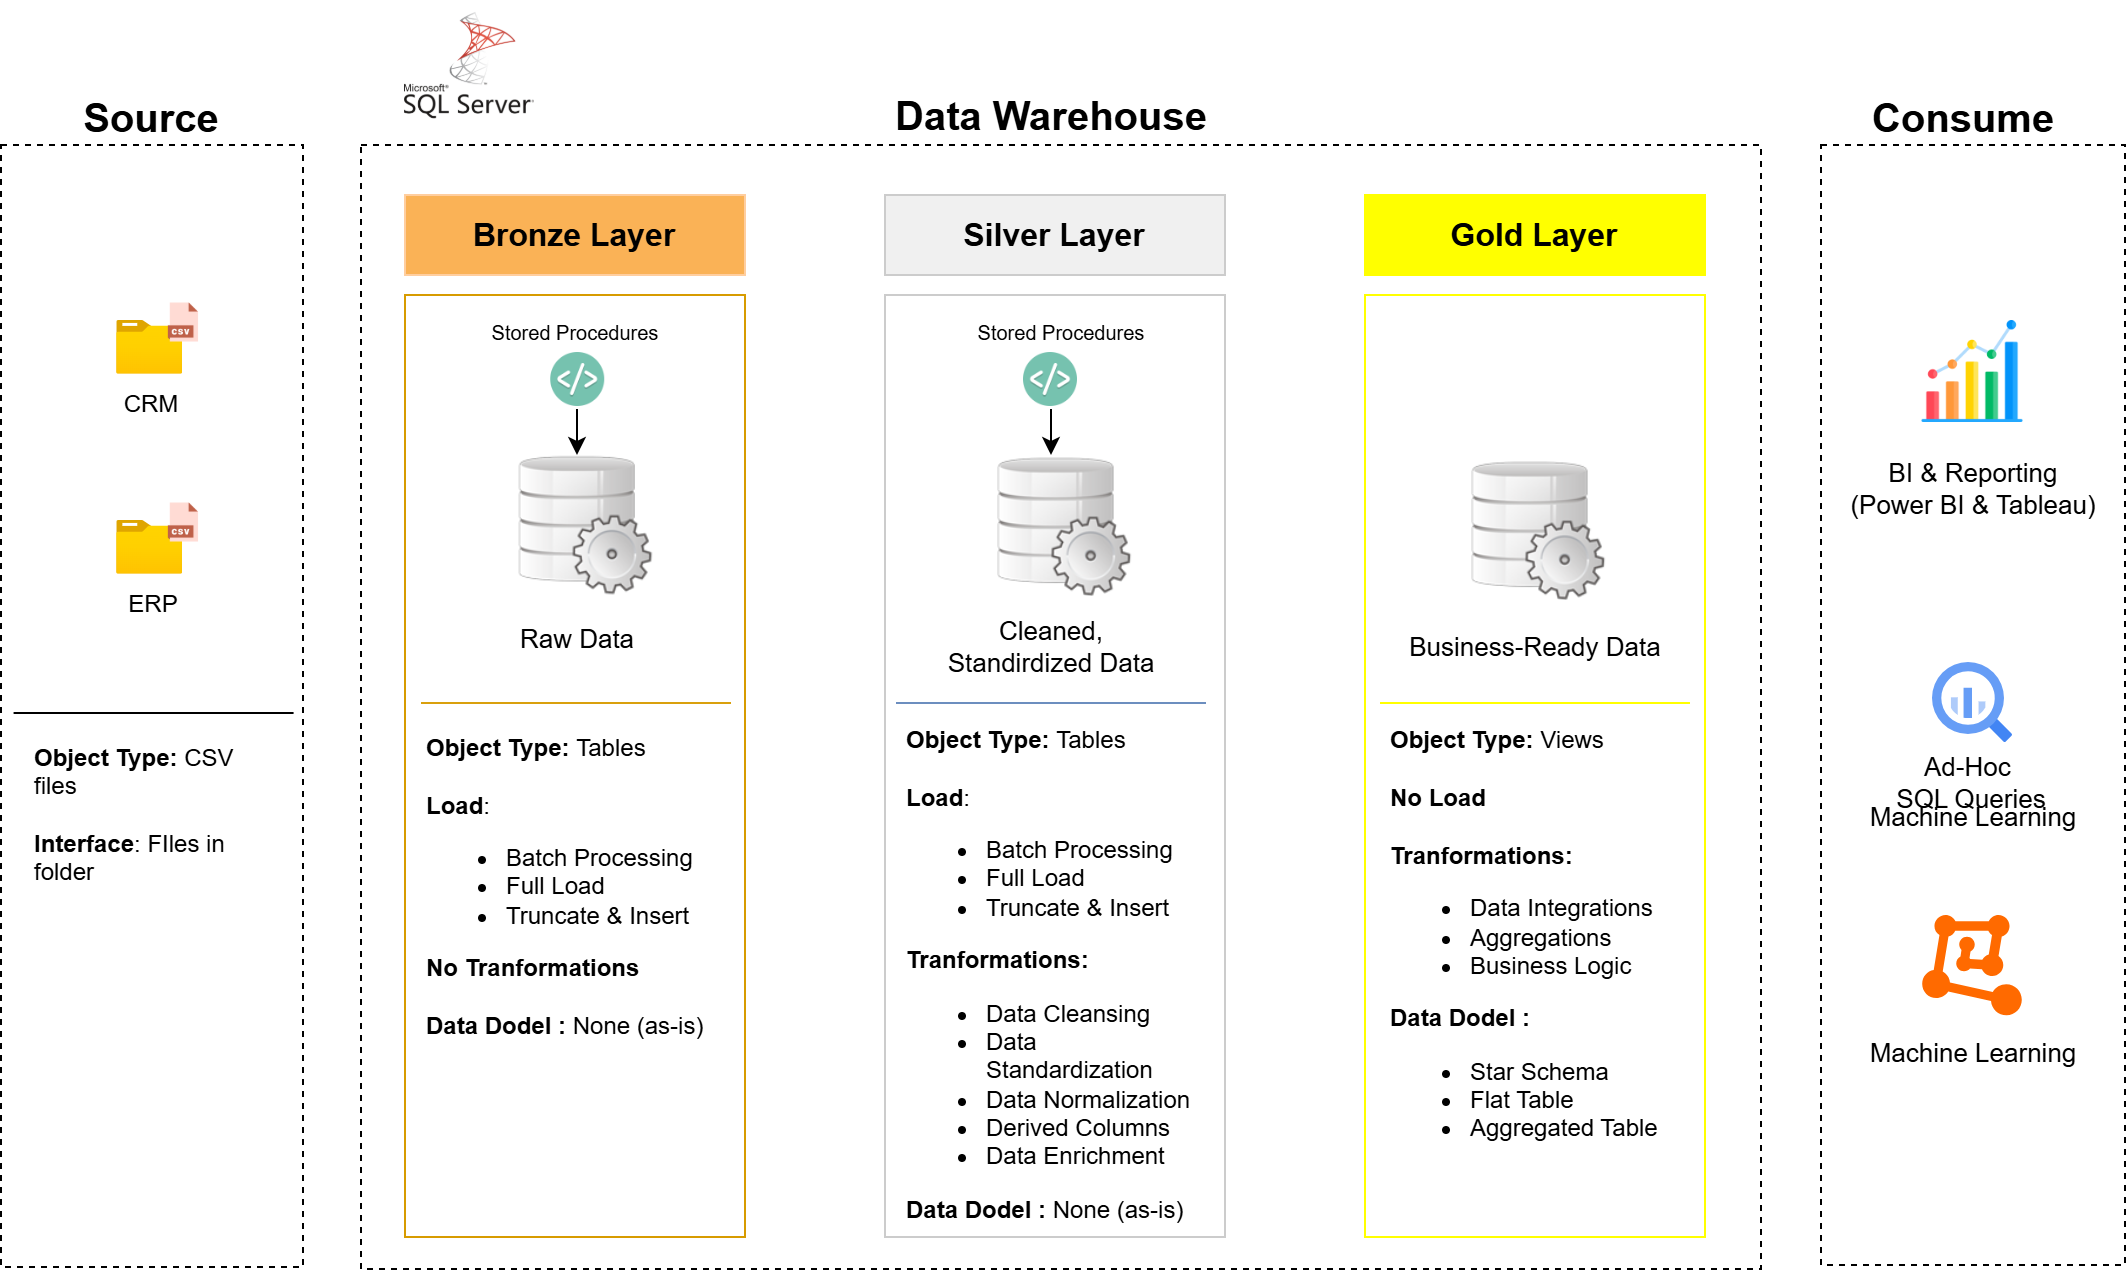 Microsoft®
SQL Server
Source
Data Warehouse
Consume
CSV
CRM
CSV
ERP
Object Type: CSV
files
Interface: FIles in
folder
Bronze Layer
Stored Procedures
</>
Raw Data
Object Type: Tables
Load:
• Batch Processing
• Full Load
• Truncate & Insert
No Tranformations
Data Dodel : None (as-is)
Silver Layer
Stored Procedures
</>
Cleaned,
Standirdized Data
Object Type: Tables
Load:
• Batch Processing
• Full Load
• Truncate & Insert
Tranformations:
• Data Cleansing
• Data
Standardization
• Data Normalization
• Derived Columns
• Data Enrichment
Data Dodel : None (as-is)
Gold Layer
Business-Ready Data
Object Type: Views
No Load
Tranformations:
• Data Integrations
• Aggregations
• Business Logic
Data Dodel :
• Star Schema
• Flat Table
• Aggregated Table
BI & Reporting
(Power BI & Tableau)
Ad-Hoc
SQL Queries
Machine Learning
Machine Learning